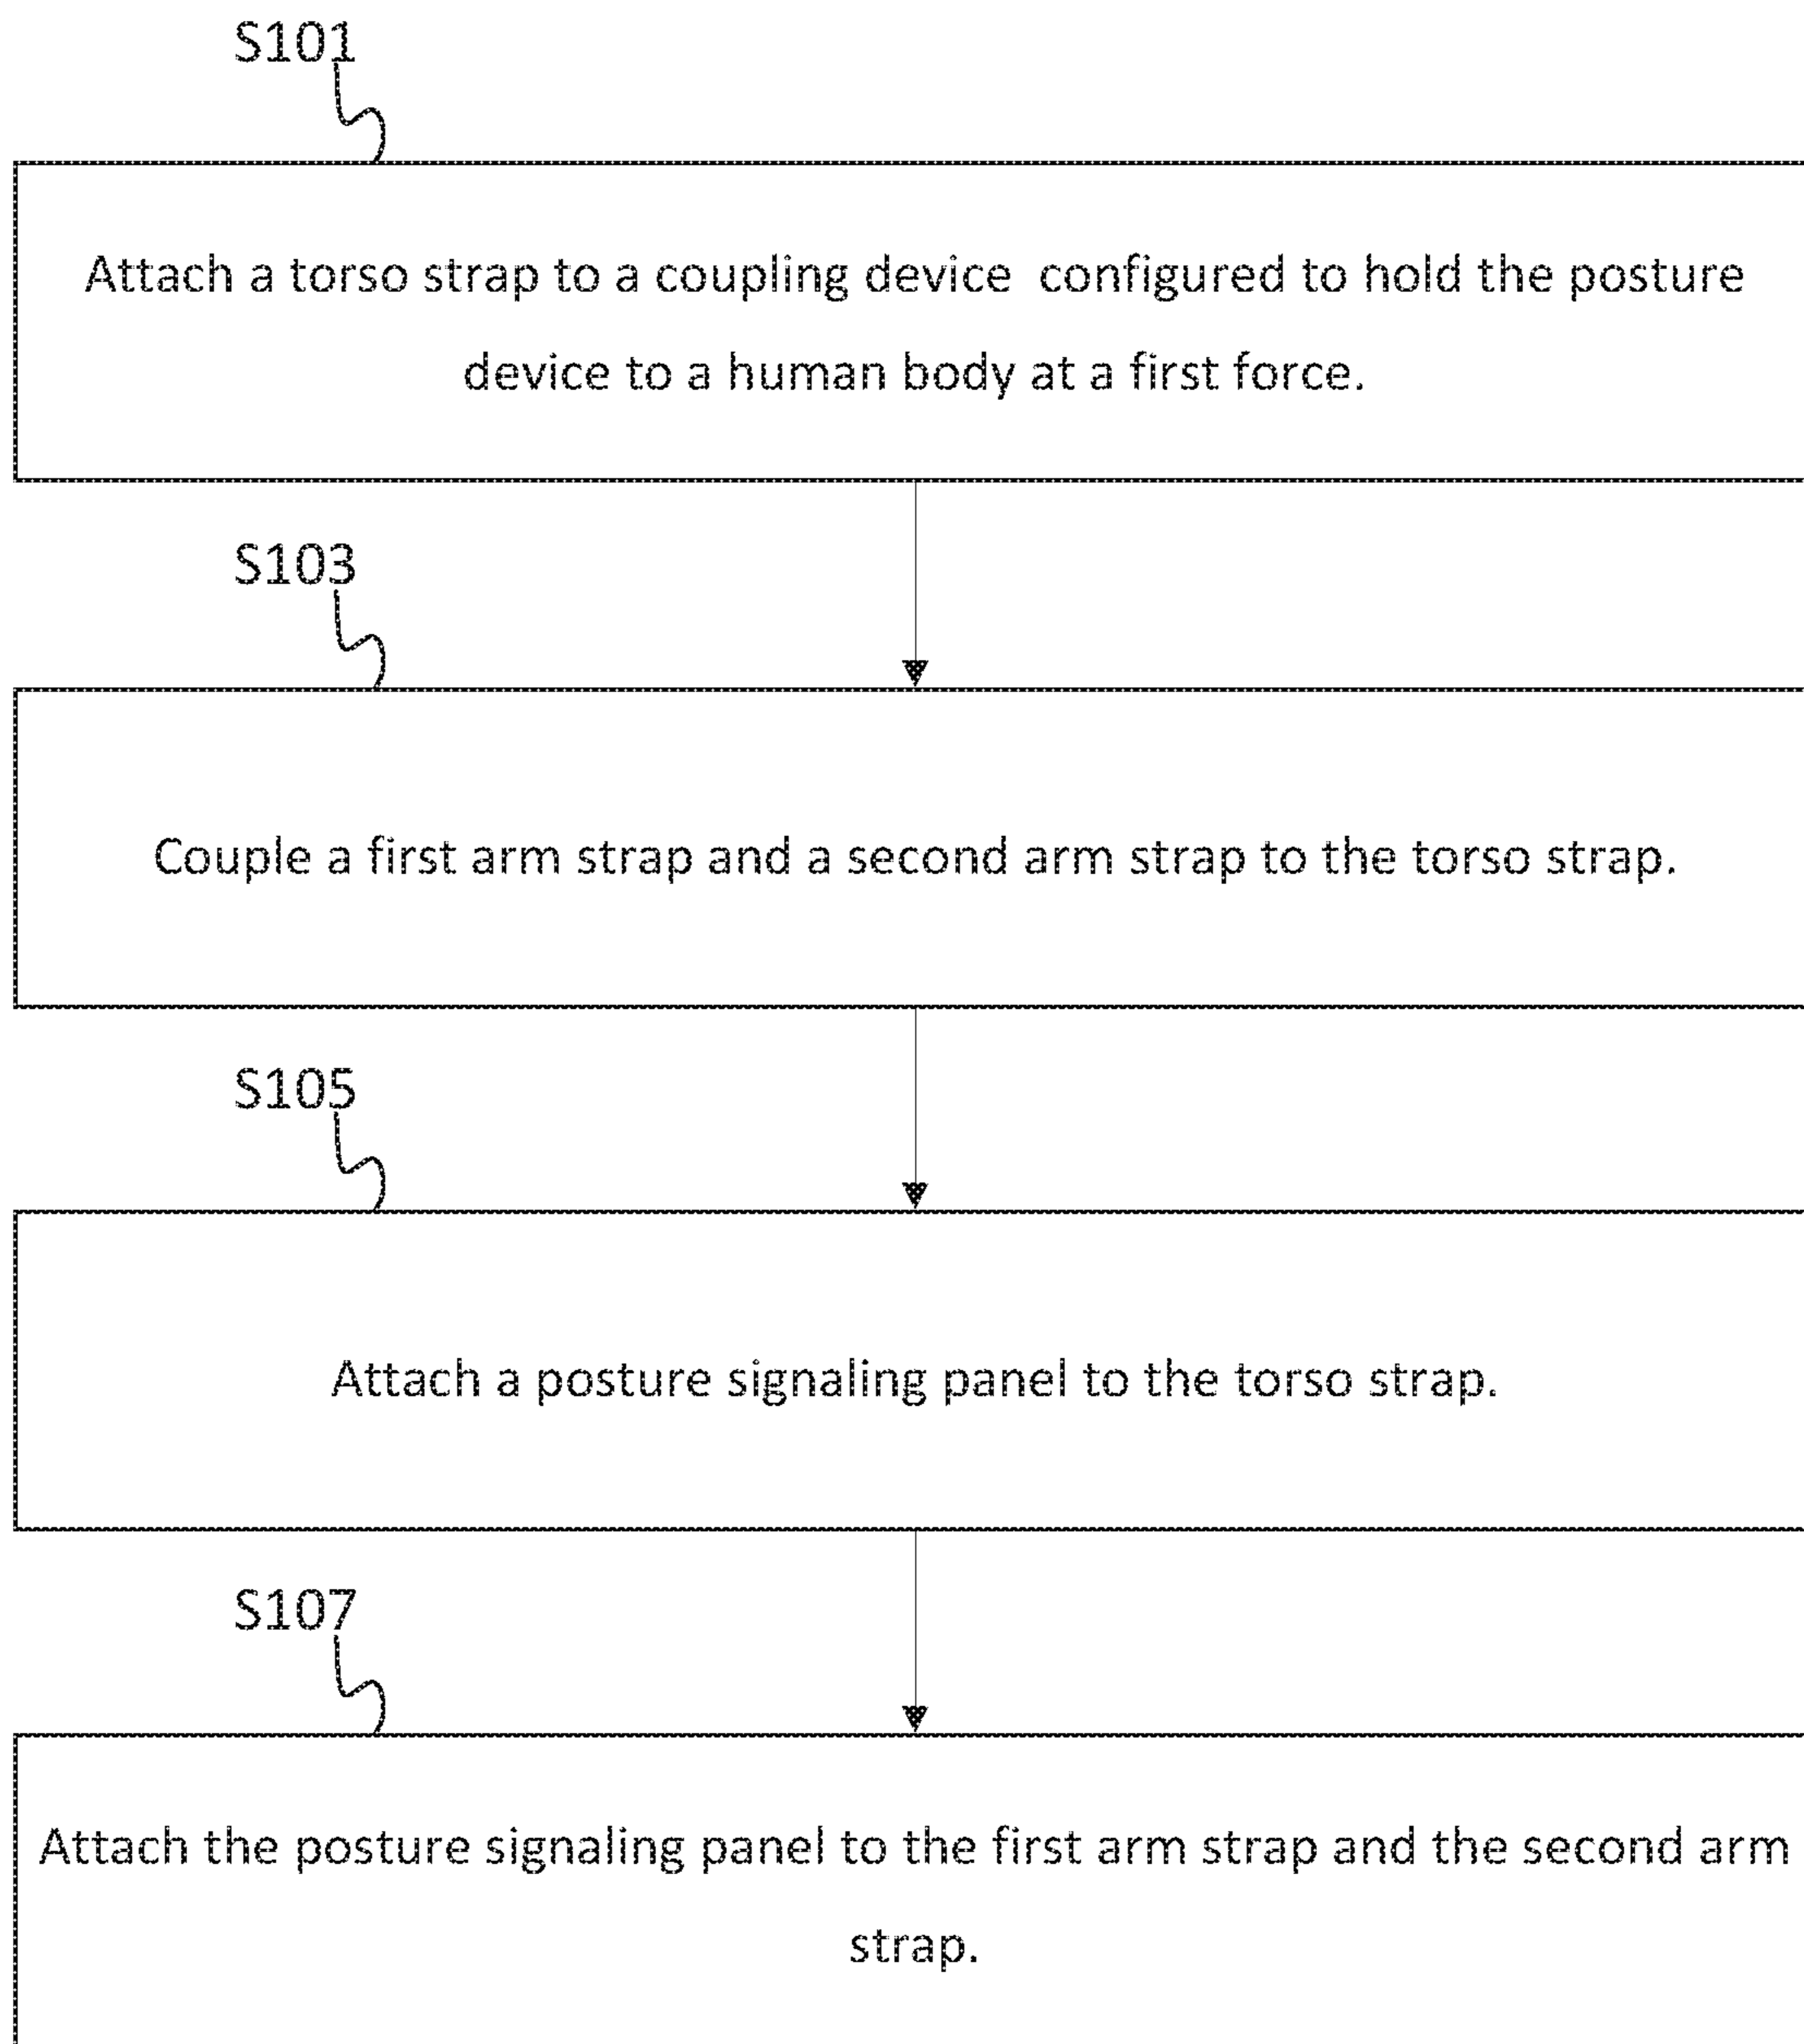 S101
Attach a torso strap to a coupling device  configured to hold the posture
device to a human body at a first force.
S103
Couple a first arm strap and a second arm strap to the torso strap.
S105
Attach a posture signaling panel to the torso strap.
S107
Attach the posture signaling panel to the first arm strap and the second arm
strap.